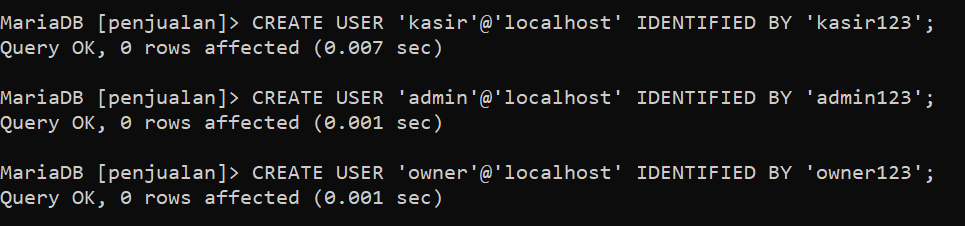 MariaDB [penjualan]> CREATE USER 'kasir'@'localhost' IDENTIFIED BY 'kasir123';
Query OK, 0 rows affected (0.007 sec)
MariaDB [penjualan]> CREATE USER 'admin'@'localhost' IDENTIFIED BY 'admin123';
Query OK, 0 rows affected (0.001 sec)
MariaDB [penjualan]> CREATE USER 'owner'@'localhost' IDENTIFIED BY 'owner123';
Query OK, 0 rows affected (0.001 sec)